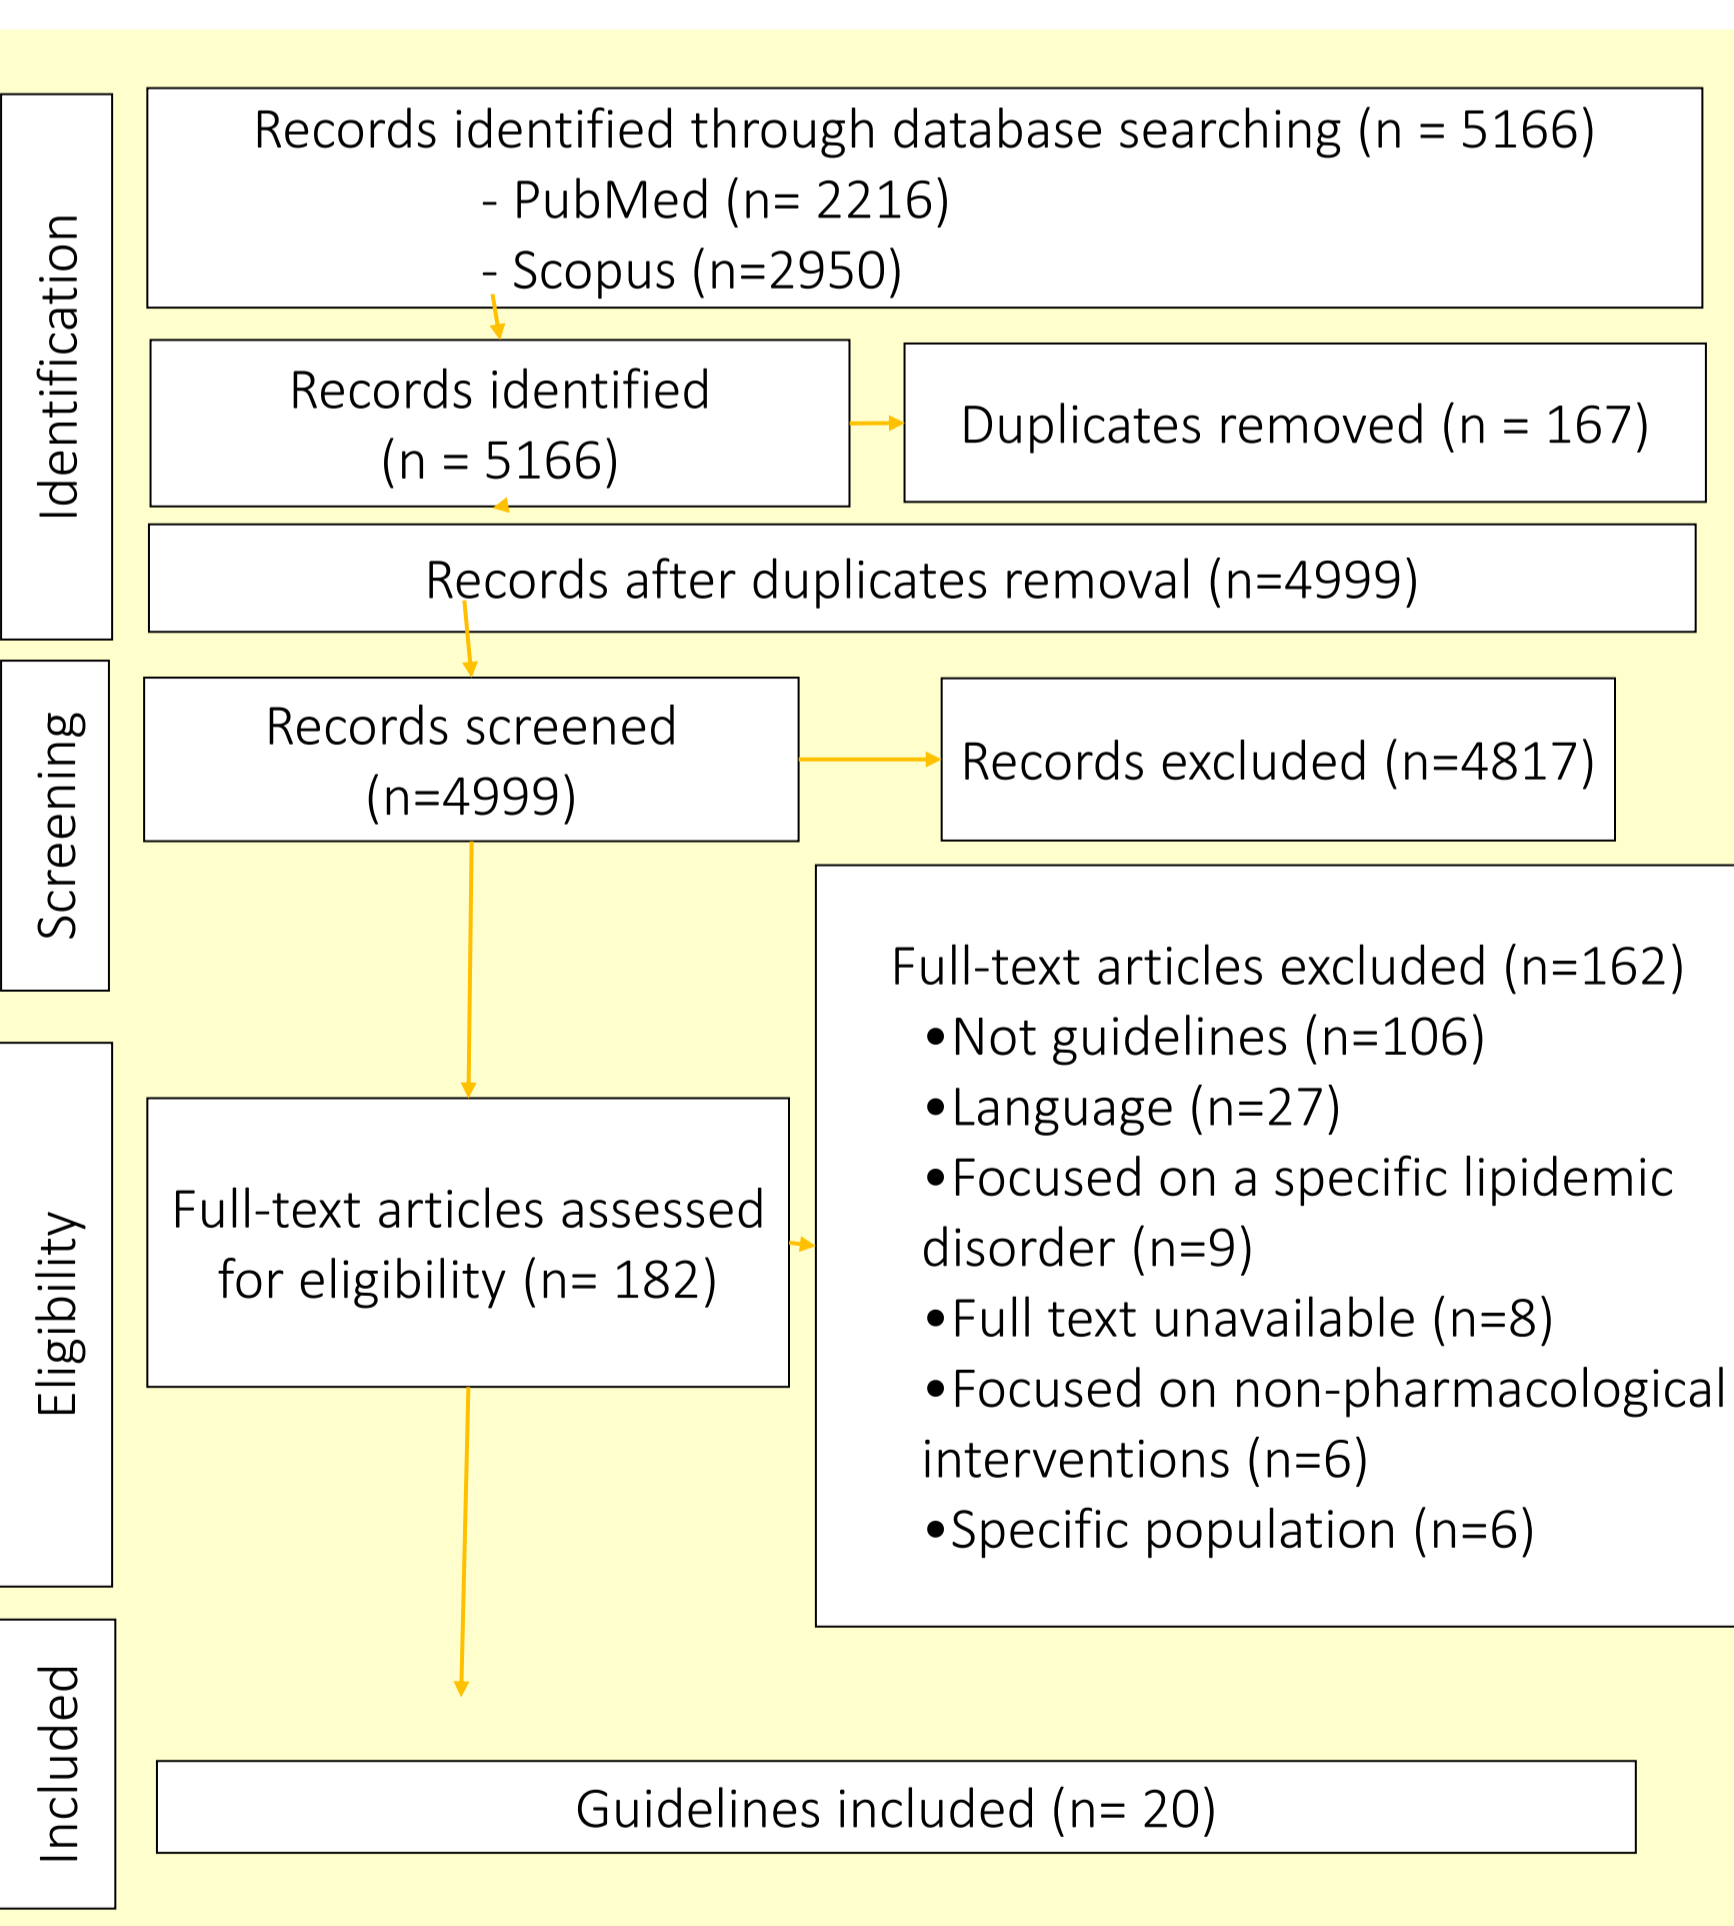 Identification
Records identified through database searching (n = 5166)
- PubMed (n= 2216)
- Scopus (n=2950)
Records identified
(n = 5166)
Duplicates removed (n = 167)
Records after duplicates removal (n=4999)
Screening
Records screened
(n=4999)
Records excluded (n=4817)
Eligibility
Full-text articles assessed
for eligibility (n= 182)
Full-text articles excluded (n=162)
•Not guidelines (n=106)
•Language (n=27)
•Focused on a specific lipidemic
disorder (n=9)
•Full text unavailable (n=8)
•Focused on non-pharmacological
interventions (n=6)
•Specific population (n=6)
Included
Guidelines included (n= 20)